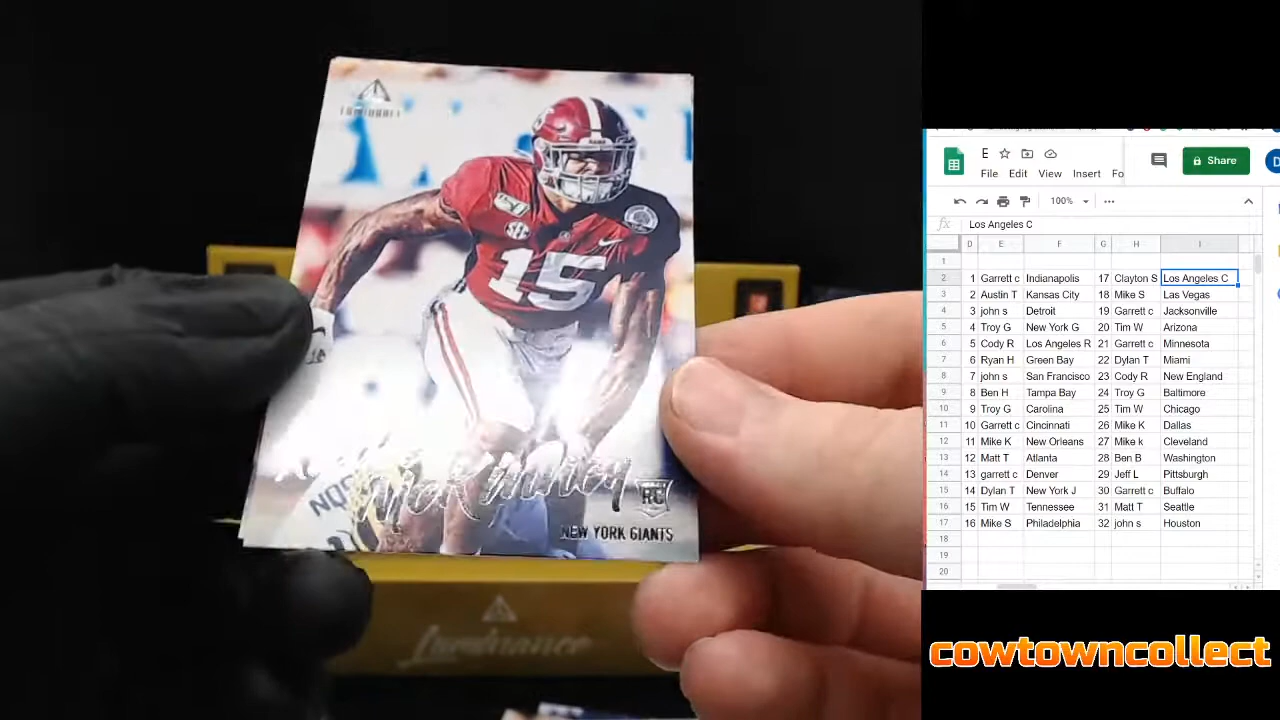 LUMINANCE
150
SEC
15
McKinney
RC
NEW YORK GIANTS
Luminance
E
Share
File Edit View Insert Fo
100%
fx Los Angeles C
D E F G H I
1
2 1 Garrett c Indianapolis 17 Clayton S Los Angeles C
3 2 Austin T Kansas City 18 Mike S Las Vegas
4 3 john s Detroit 19 Garrett c Jacksonville
5 4 Troy G New York G 20 Tim W Arizona
6 5 Cody R Los Angeles R 21 Garrett c Minnesota
7 6 Ryan H Green Bay 22 Dylan T Miami
8 7 john s San Francisco 23 Cody R New England
9 8 Ben H Tampa Bay 24 Troy G Baltimore
10 9 Troy G Carolina 25 Tim W Chicago
11 10 Garrett c Cincinnati 26 Mike K Dallas
12 11 Mike K New Orleans 27 Mike k Cleveland
13 12 Matt T Atlanta 28 Ben B Washington
14 13 garrett c Denver 29 Jeff L Pittsburgh
15 14 Dylan T New York J 30 Garrett c Buffalo
16 15 Tim W Tennessee 31 Matt T Seattle
17 16 Mike S Philadelphia 32 john s Houston
18
19
20
cowtowncollect